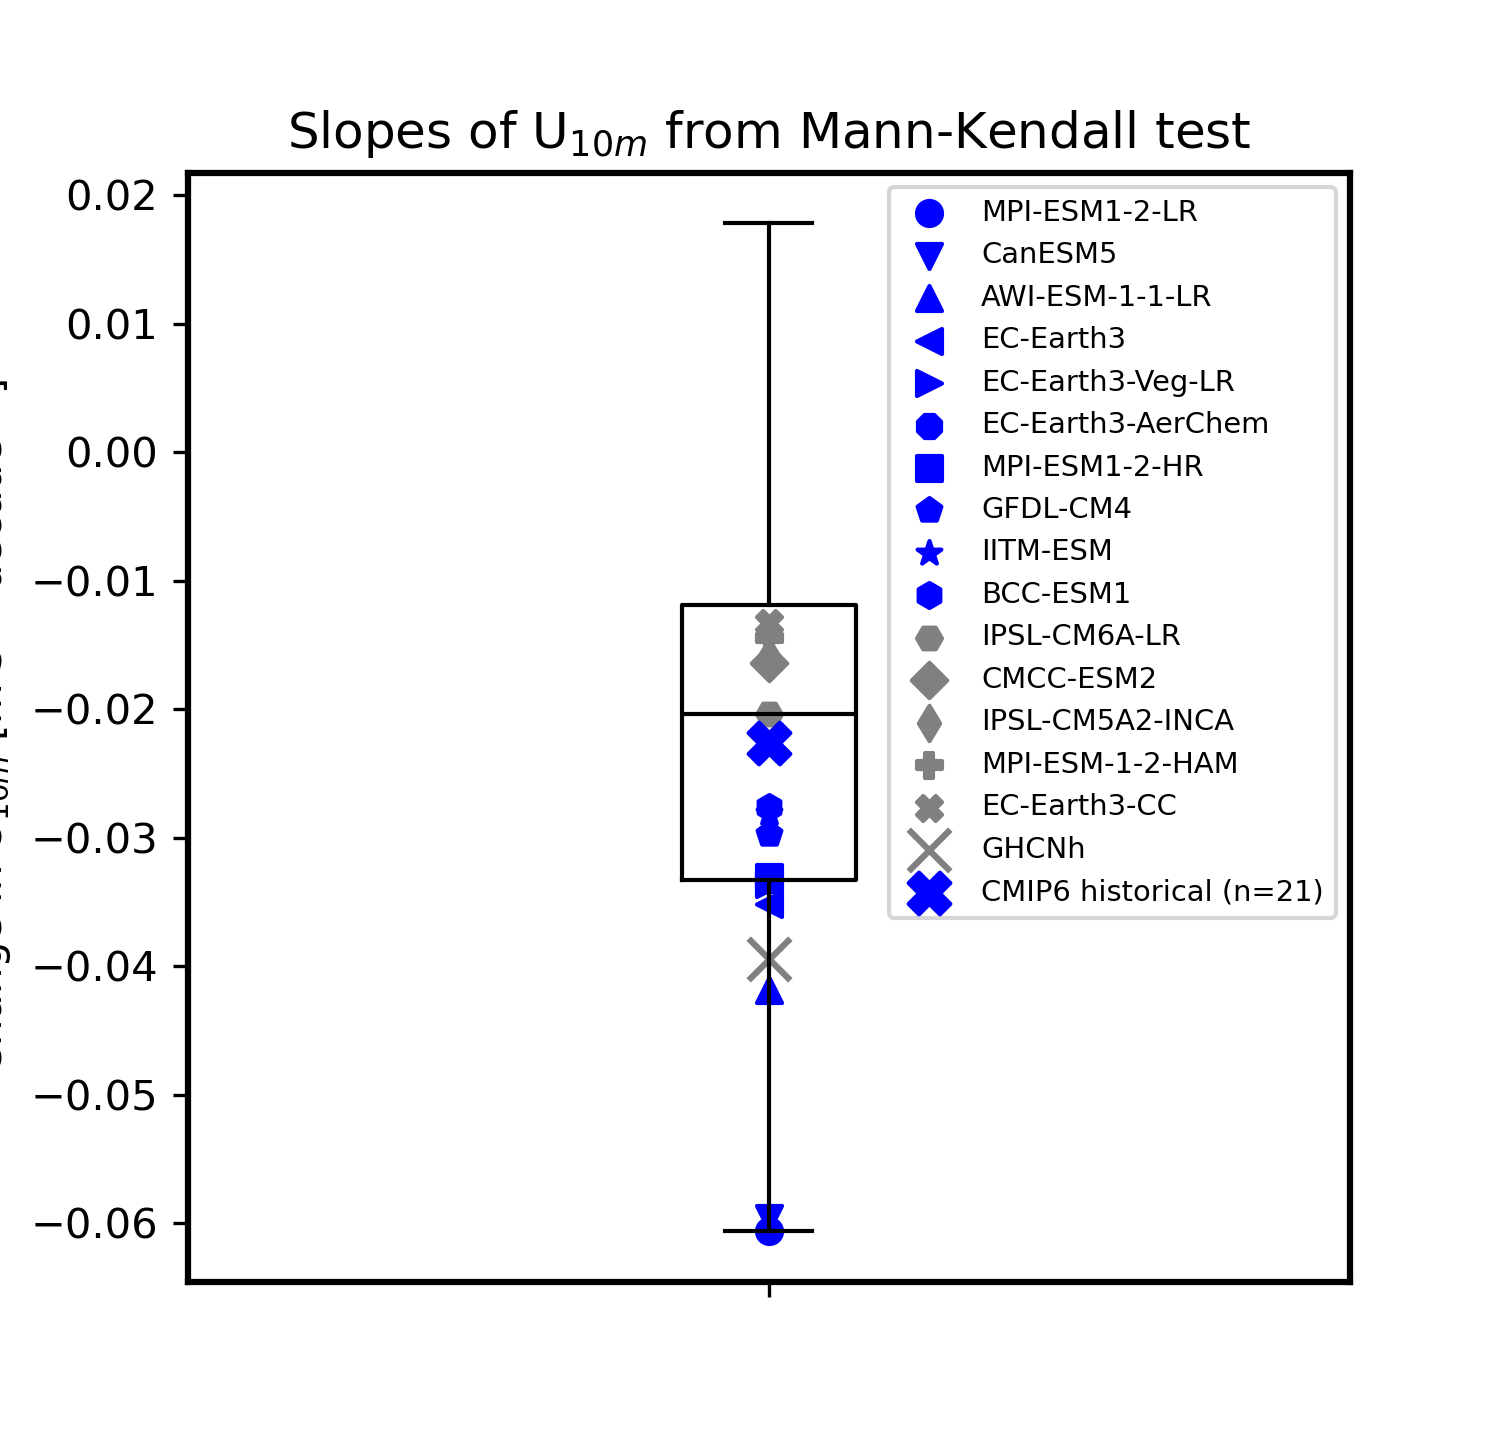 Slopes of U10m from Mann-Kendall test
0.02
0.01
0.00
−0.01
−0.02
−0.03
−0.04
−0.05
−0.06
MPI-ESM1-2-LR
CanESM5
AWI-ESM-1-1-LR
EC-Earth3
EC-Earth3-Veg-LR
EC-Earth3-AerChem
MPI-ESM1-2-HR
GFDL-CM4
IITM-ESM
BCC-ESM1
IPSL-CM6A-LR
CMCC-ESM2
IPSL-CM5A2-INCA
MPI-ESM-1-2-HAM
EC-Earth3-CC
GHCNh
CMIP6 historical (n=21)